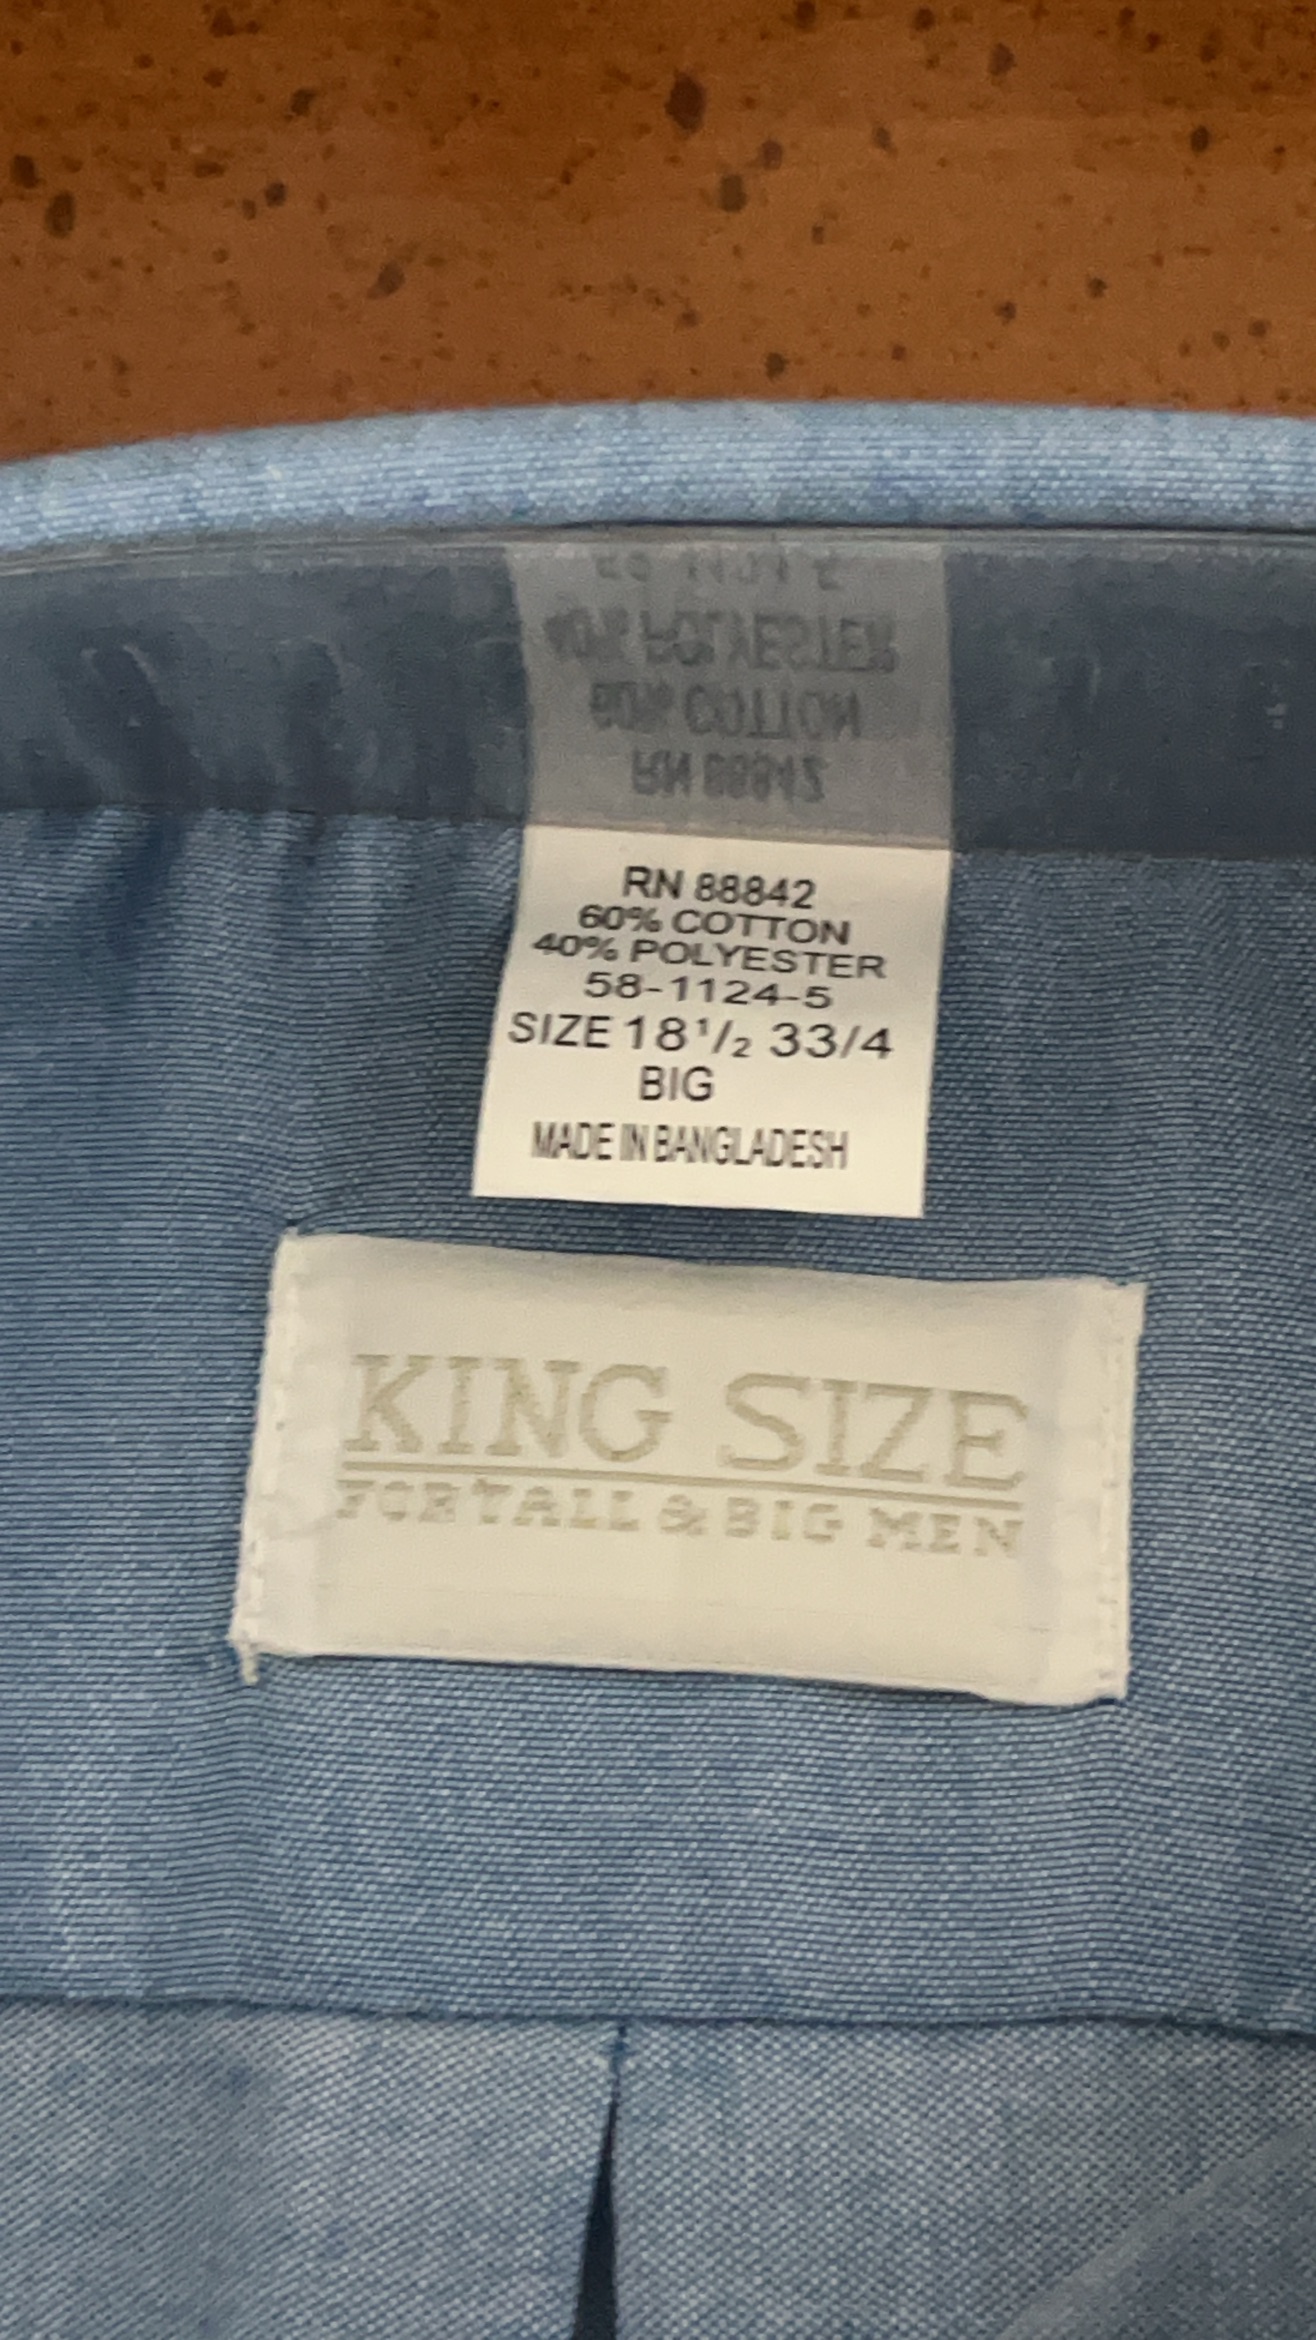 RN 88842
60% COTTON
40% POLYESTER
58-1124-5
SIZE 18¹/₂ 33/4
BIG
MADE IN BANGLADESH
KING SIZE
FOR TALL & BIG MEN